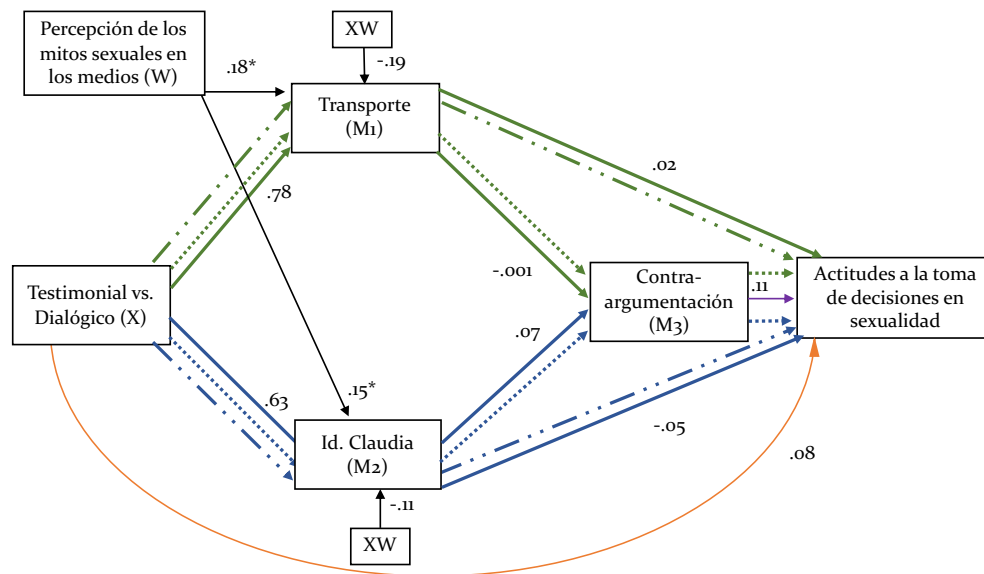 Percepción de los
mitos sexuales en
los medios (W)
XW
-.19
.18*
Transporte
(M1)
.02
.78
-.001
Testimonial vs.
Dialógico (X)
Contra-
argumentación
(M3)
.11
Actitudes a la toma
de decisiones en
sexualidad
.07
.63
.15*
-.05
Id. Claudia
(M2)
.08
-.11
XW